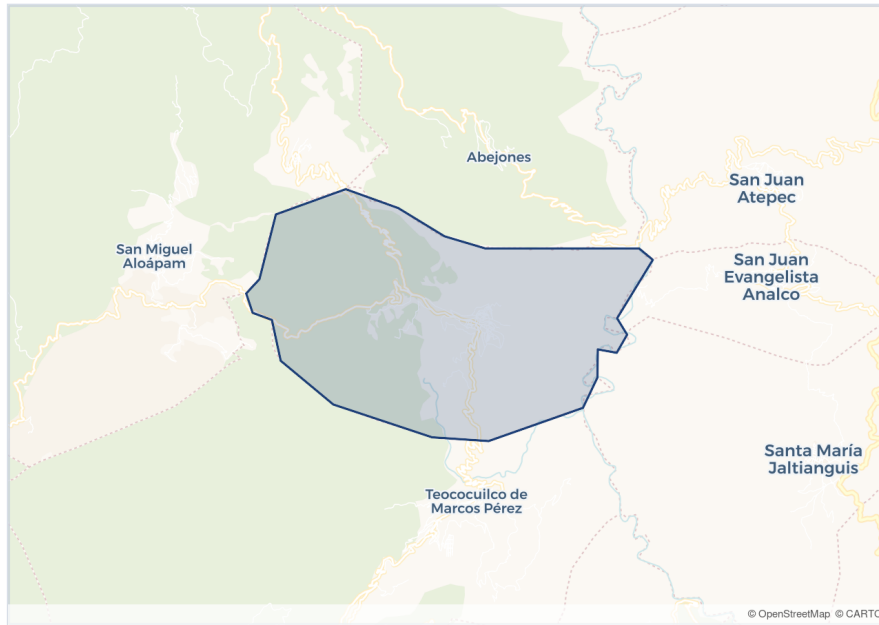 Abejones
San Juan
Atepec
San Miguel
Aloápam
San Juan
Evangelista
Analco
Santa María
Jaltianguis
Teococuilco de
Marcos Pérez
© OpenStreetMap © CARTO